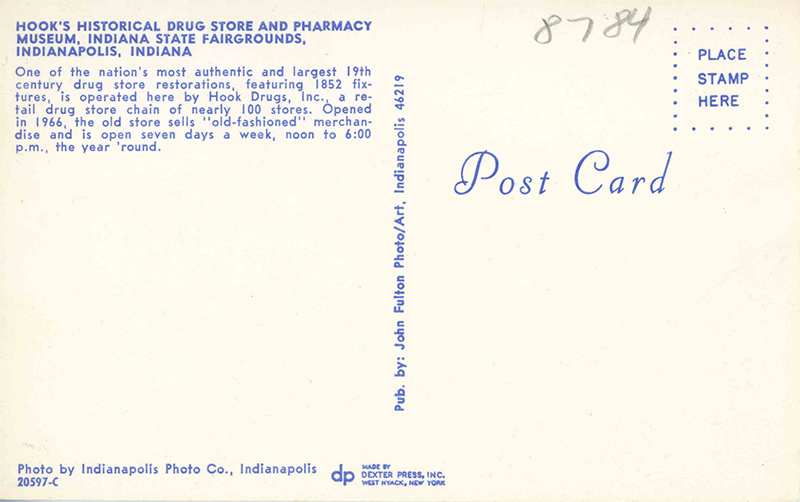 HOOK'S HISTORICAL DRUG STORE AND PHARMACY
MUSEUM, INDIANA STATE FAIRGROUNDS,
INDIANAPOLIS, INDIANA
One of the nation's most authentic and largest 19th
century drug store restorations, featuring 1852 fix-
tures, is operated here by Hook Drugs, Inc., a re-
tail drug store chain of nearly 100 stores. Opened
in 1966, the old store sells "old-fashioned" merchan-
dise and is open seven days a week, noon to 6:00
p.m., the year 'round.
Photo by Indianapolis Photo Co., Indianapolis
20597-C
dp
MADE BY
DEXTER PRESS, INC.
WEST NYACK, NEW YORK
Pub. by: John Fulton Photo/Art, Indianapolis 46219
8784
PLACE
STAMP
HERE
Post Card